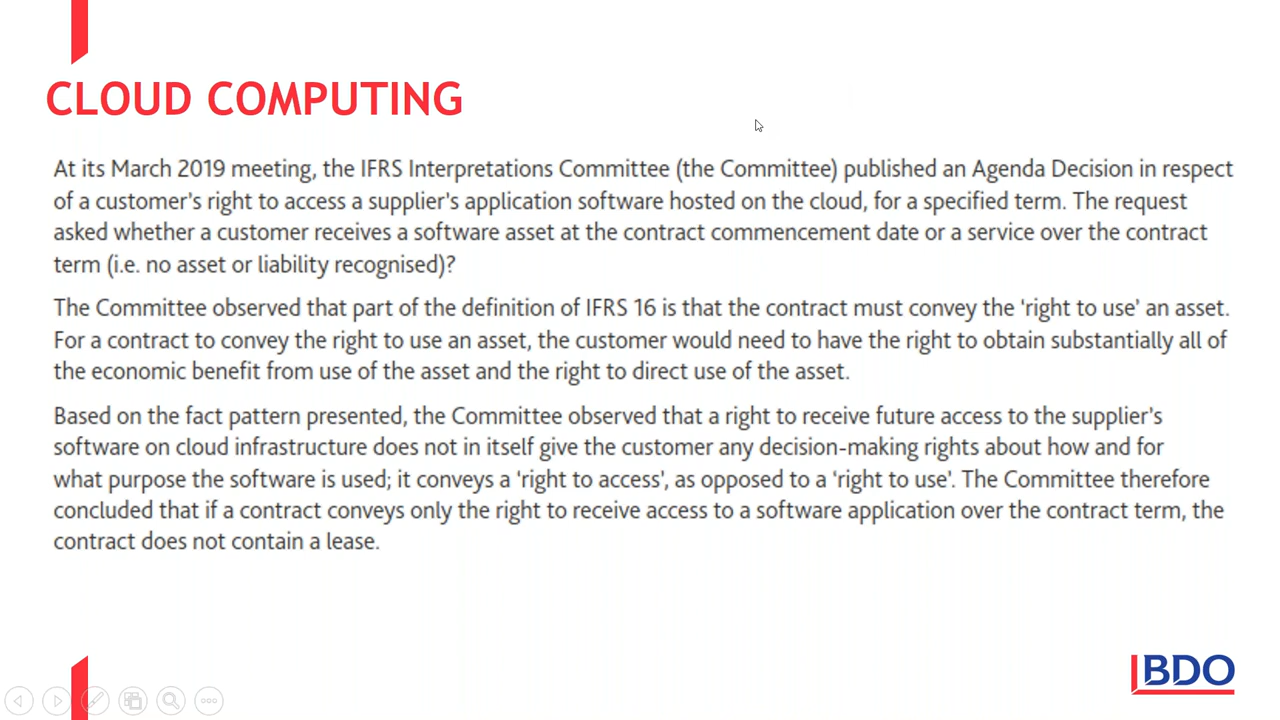 CLOUD COMPUTING
At its March 2019 meeting, the IFRS Interpretations Committee (the Committee) published an Agenda Decision in respect
of a customer's right to access a supplier's application software hosted on the cloud, for a specified term. The request
asked whether a customer receives a software asset at the contract commencement date or a service over the contract
term (i.e. no asset or liability recognised)?
The Committee observed that part of the definition of IFRS 16 is that the contract must convey the 'right to use' an asset.
For a contract to convey the right to use an asset, the customer would need to have the right to obtain substantially all of
the economic benefit from use of the asset and the right to direct use of the asset.
Based on the fact pattern presented, the Committee observed that a right to receive future access to the supplier's
software on cloud infrastructure does not in itself give the customer any decision-making rights about how and for
what purpose the software is used; it conveys a 'right to access', as opposed to a 'right to use'. The Committee therefore
concluded that if a contract conveys only the right to receive access to a software application over the contract term, the
contract does not contain a lease.
BDO